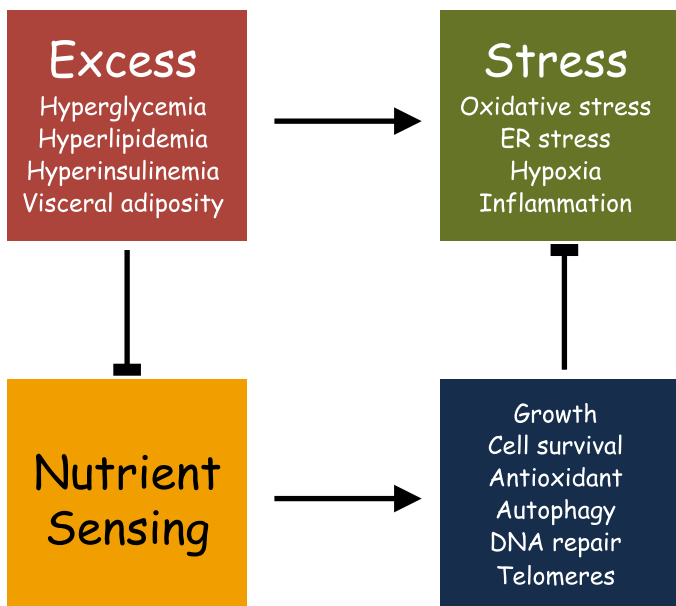 Excess
Hyperglycemia
Hyperlipidemia
Hyperinsulinemia
Visceral adiposity
Stress
Oxidative stress
ER stress
Hypoxia
Inflammation
Nutrient
Sensing
Growth
Cell survival
Antioxidant
Autophagy
DNA repair
Telomeres